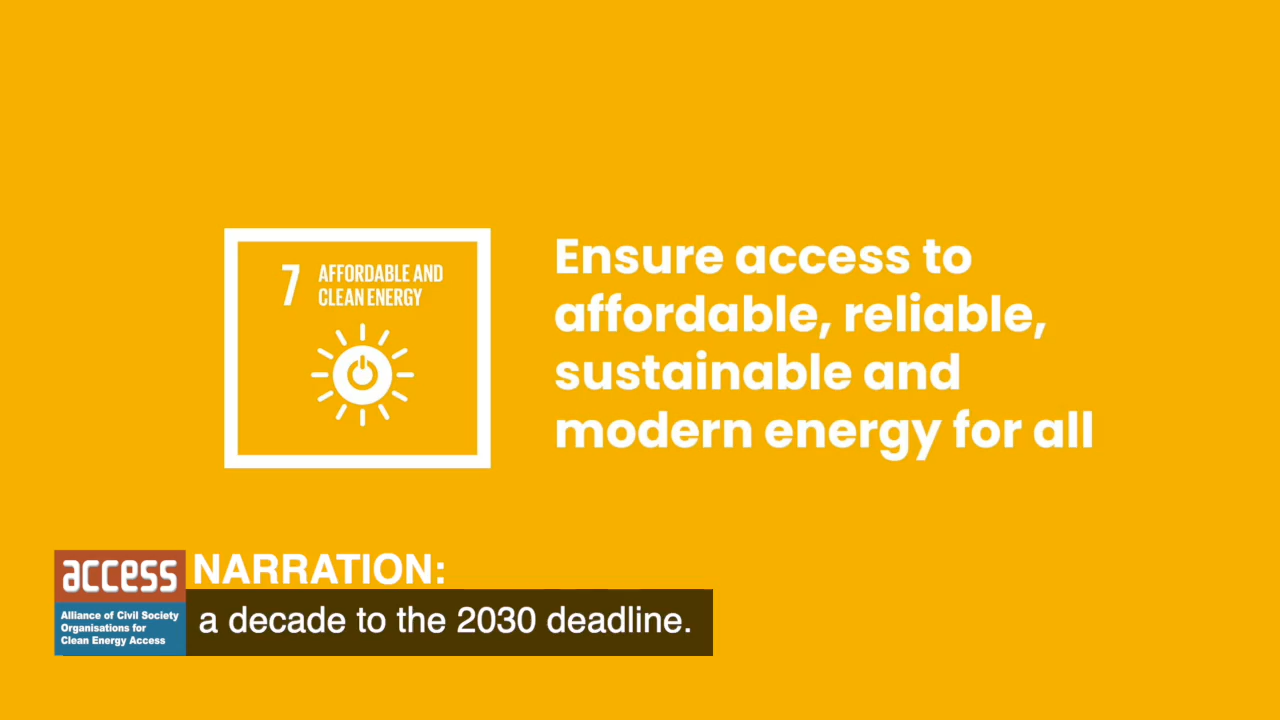 7 AFFORDABLE AND
CLEAN ENERGY
Ensure access to
affordable, reliable,
sustainable and
modern energy for all
access
Alliance of Civil Society
Organisations for
Clean Energy Access
NARRATION:
a decade to the 2030 deadline.